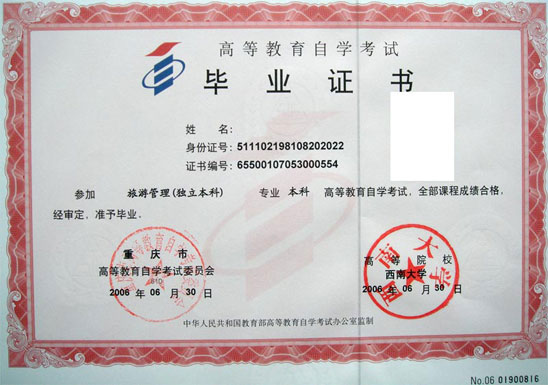 高等教育自学考试
毕业证书
姓 名：
身份证号：511102198108202022
证书编号：65500107053000554
参加 旅游管理(独立本科) 专业 本科 高等教育自学考试，全部课程成绩合格，
经审定，准予毕业。
重庆市
高等教育自学考试委员会
2006 年 06 月 30 日
高等院校
西南大学
2006 年 06 月 30 日
西南大学
中华人民共和国教育部高等教育自学考试办公室监制
No.06 01900816